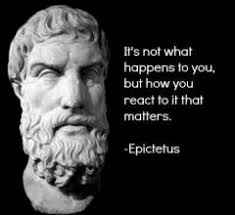 It's not what
happens to you,
but how you
react to it that
matters.
-Epictetus